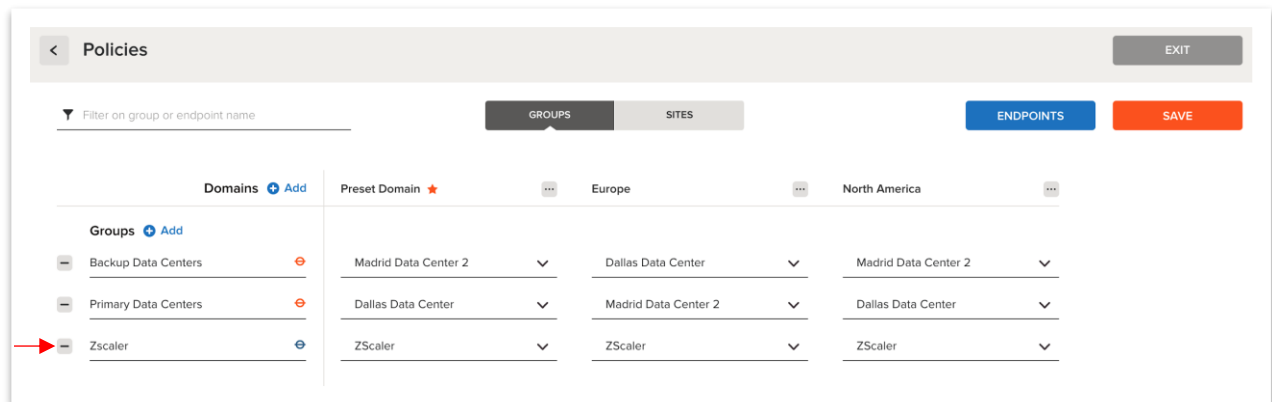 Policies
EXIT
Filter on group or endpoint name
GROUPS
SITES
ENDPOINTS
SAVE
Domains Add
Preset Domain
Europe
North America
Groups Add
Backup Data Centers
Madrid Data Center 2
Dallas Data Center
Madrid Data Center 2
Primary Data Centers
Dallas Data Center
Madrid Data Center 2
Dallas Data Center
Zscaler
ZScaler
ZScaler
ZScaler